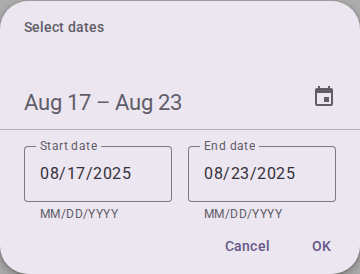 Select dates
Aug 17 – Aug 23
Start date
End date
08/17/2025
08/23/2025
MM/DD/YYYY
MM/DD/YYYY
Cancel
OK